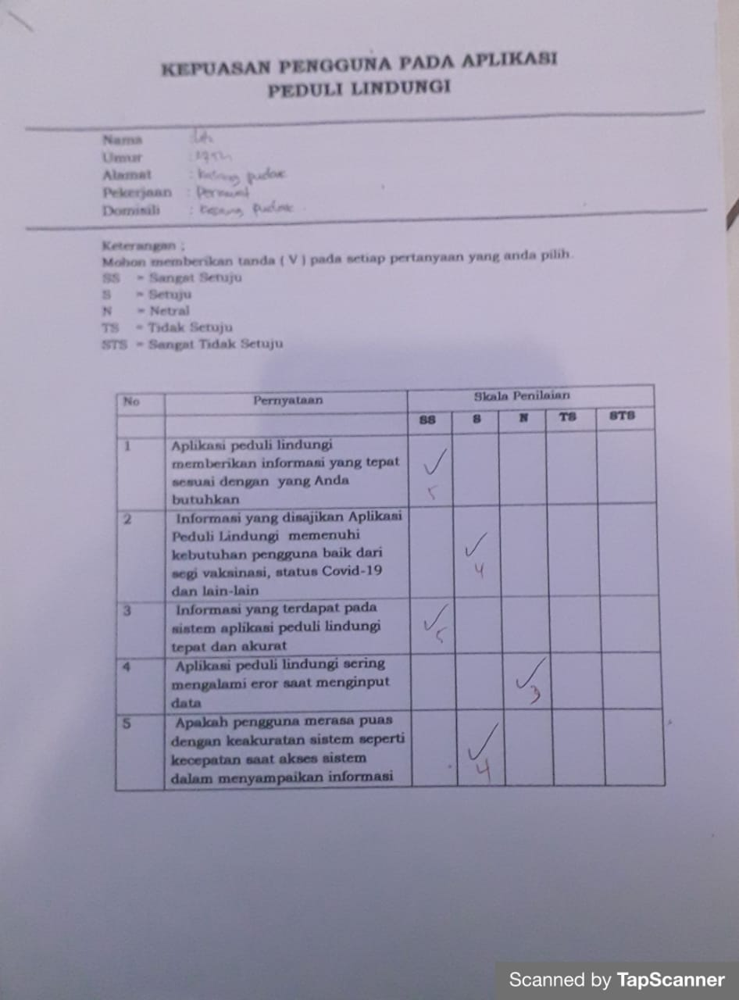 KEPUASAN PENGGUNA PADA APLIKASI
PEDULI LINDUNGI
Nama :
Umur :
Alamat : pudak
Pekerjaan : Perawat
Domisili : pudak
Keterangan ;
Mohon memberikan tanda ( V ) pada setiap pertanyaan yang anda pilih.
SS = Sangat Setuju
S = Setuju
N = Netral
TS = Tidak Setuju
STS = Sangat Tidak Setuju
No Pernyataan Skala Penilaian
SS S N TS STS
1 Aplikasi peduli lindungi
memberikan informasi yang tepat ✓
sesuai dengan yang Anda 5
butuhkan
2 Informasi yang disajikan Aplikasi
Peduli Lindungi memenuhi ✓
kebutuhan pengguna baik dari
segi vaksinasi, status Covid-19 4
dan lain-lain
3 Informasi yang terdapat pada
sistem aplikasi peduli lindungi ✓ 5
tepat dan akurat
4 Aplikasi peduli lindungi sering
mengalami eror saat menginput ✓ 3
data
5 Apakah pengguna merasa puas
dengan keakuratan sistem seperti ✓
kecepatan saat akses sistem
dalam menyampaikan informasi 4
Scanned by TapScanner